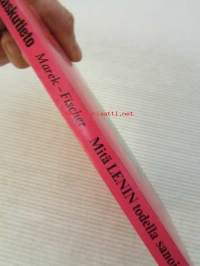 Marek – Fischer Mitä LENIN todella sanoi